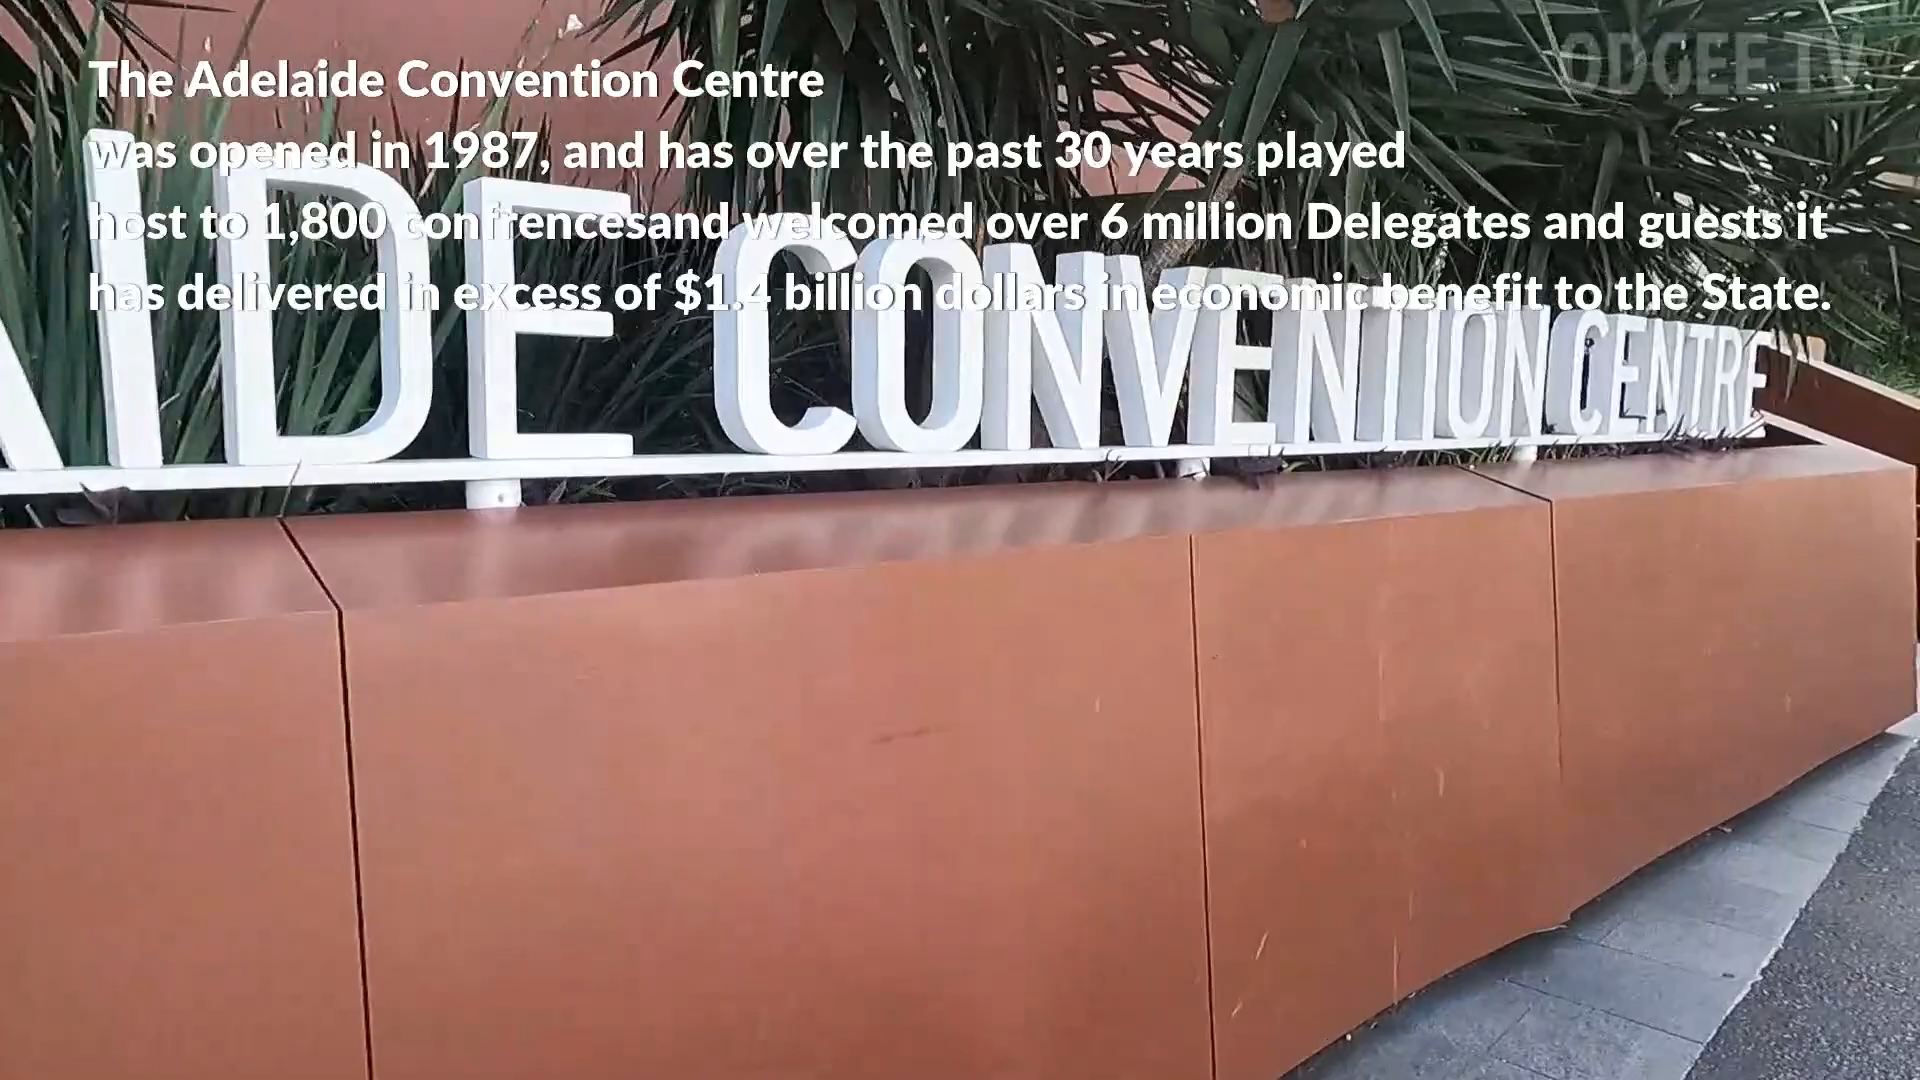 The Adelaide Convention Centre
was opened in 1987, and has over the past 30 years played
host to 1,800 confrencesand welcomed over 6 million Delegates and guests it
has delivered in excess of $1.4 billion dollars in economic benefit to the State.
ODGEE TV
AIDE CONVENTION CENTRE